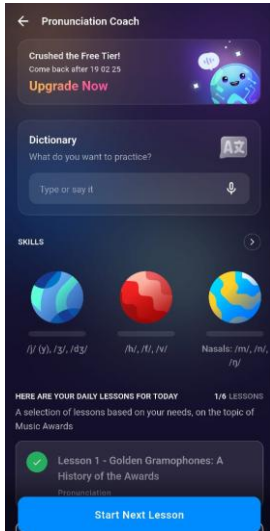 Pronunciation Coach
Crushed the Free Tier!
Come back after 19 02 25
Upgrade Now
Dictionary
What do you want to practice?
A文
Type or say it
SKILLS
/j/ (y), /ʒ/, /dʒ/
/h/, /f/, /v/
Nasals: /m/, /n/,
/ŋ/
HERE ARE YOUR DAILY LESSONS FOR TODAY 1/6 LESSONS
A selection of lessons based on your needs, on the topic of
Music Awards
Lesson 1 - Golden Gramophones: A
History of the Awards
Pronunciation
Start Next Lesson